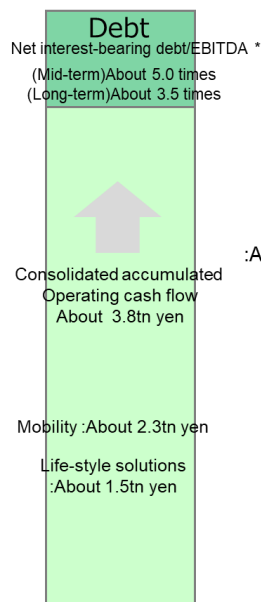 Debt
Net interest-bearing debt/EBITDA *
(Mid-term)About 5.0 times
(Long-term)About 3.5 times
:A
Consolidated accumulated
Operating cash flow
About 3.8tn yen
Mobility :About 2.3tn yen
Life-style solutions
:About 1.5tn yen